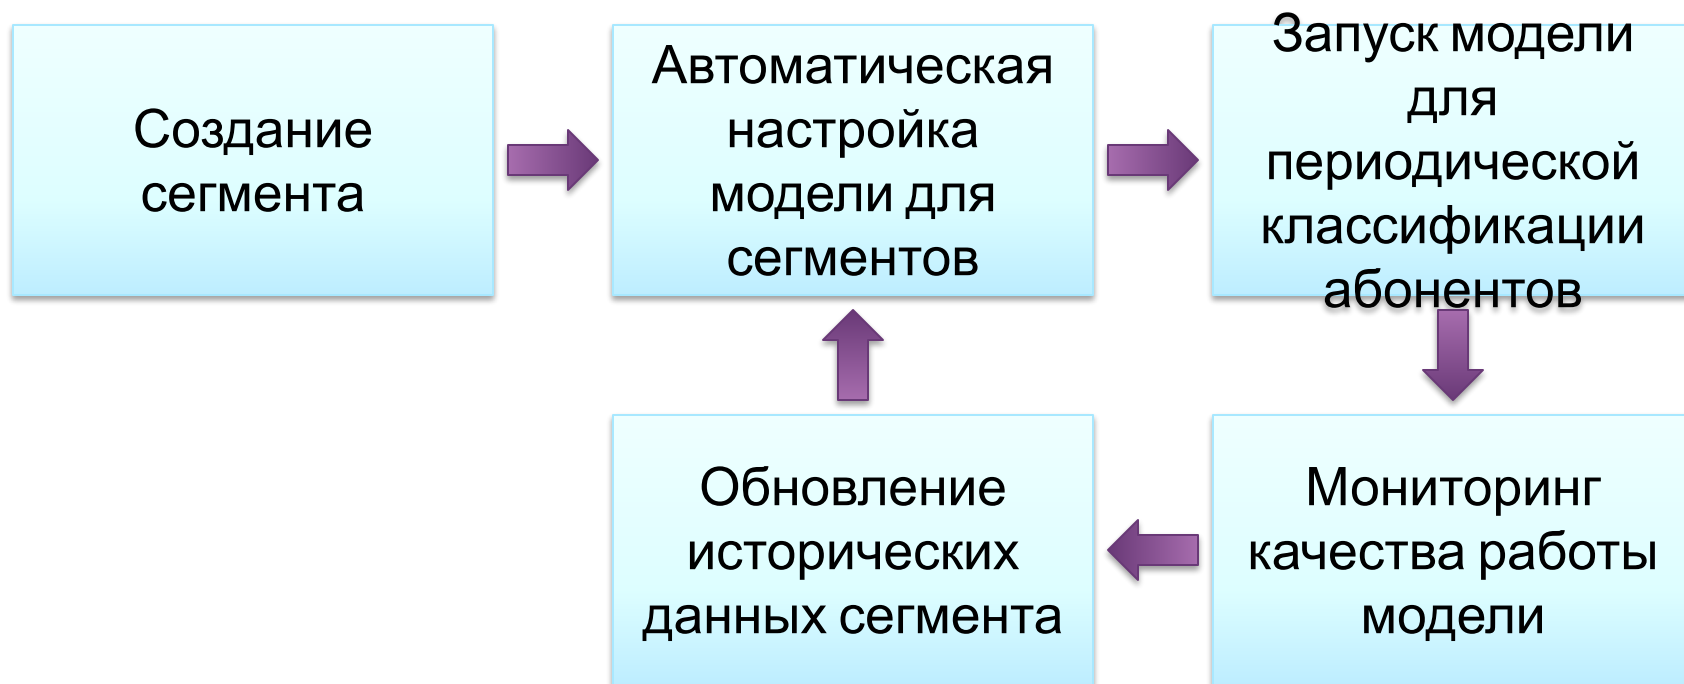 Создание
сегмента
Автоматическая
настройка
модели для
сегментов
Запуск модели
для
периодической
классификации
абонентов
Обновление
исторических
данных сегмента
Мониторинг
качества работы
модели